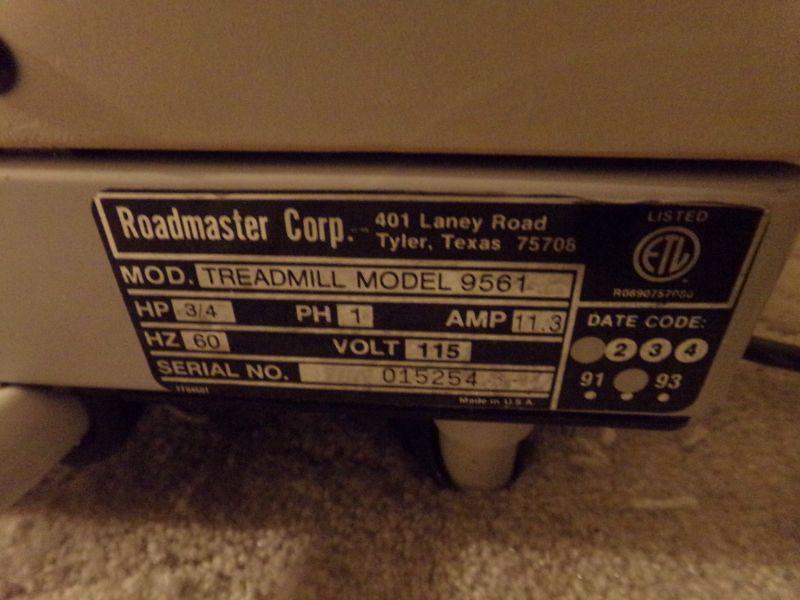 Roadmaster Corp.
401 Laney Road
Tyler, Texas 75708
LISTED
ETL
MOD. TREADMILL MODEL 9561
HP 3/4 PH 1 AMP 11.3
HZ 60 VOLT 115
SERIAL NO. 015254
Made in U.S.A.
DATE CODE:
2 3 4
91 93